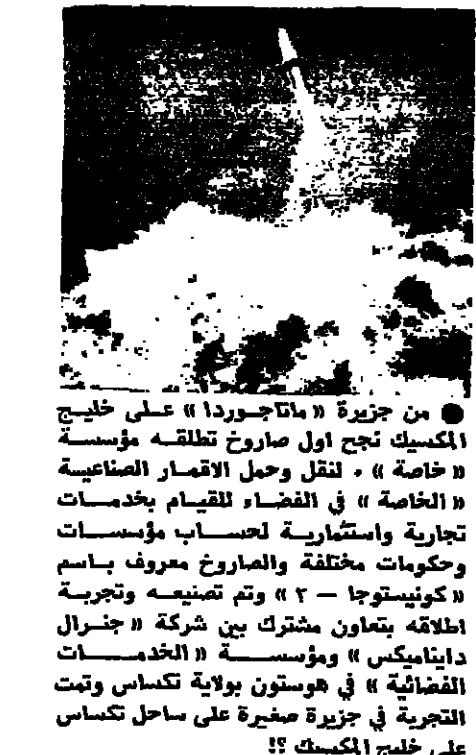 ● من جزيرة « ماتاجوردا » على خليج
المكسيك نجح اول صاروخ تطلقه مؤسسة
« خاصة » . لنقل وحمل الاقمار الصناعية
« الخاصة » في الفضاء للقيام بخدمات
تجارية واستثمارية لحساب مؤسسات
وحكومات مختلفة والصاروخ معروف باسم
« كونيستوجا — ٢ » وتم تصنيعه وتجربة
اطلاقه بتعاون مشترك بين شركة « جنرال
دايناميكس » ومؤسسة « الخدمات
الفضائية » في هوستون بولاية تكساس وتمت
التجربة في جزيرة صغيرة على ساحل تكساس
على خليج المكسيك ؟!